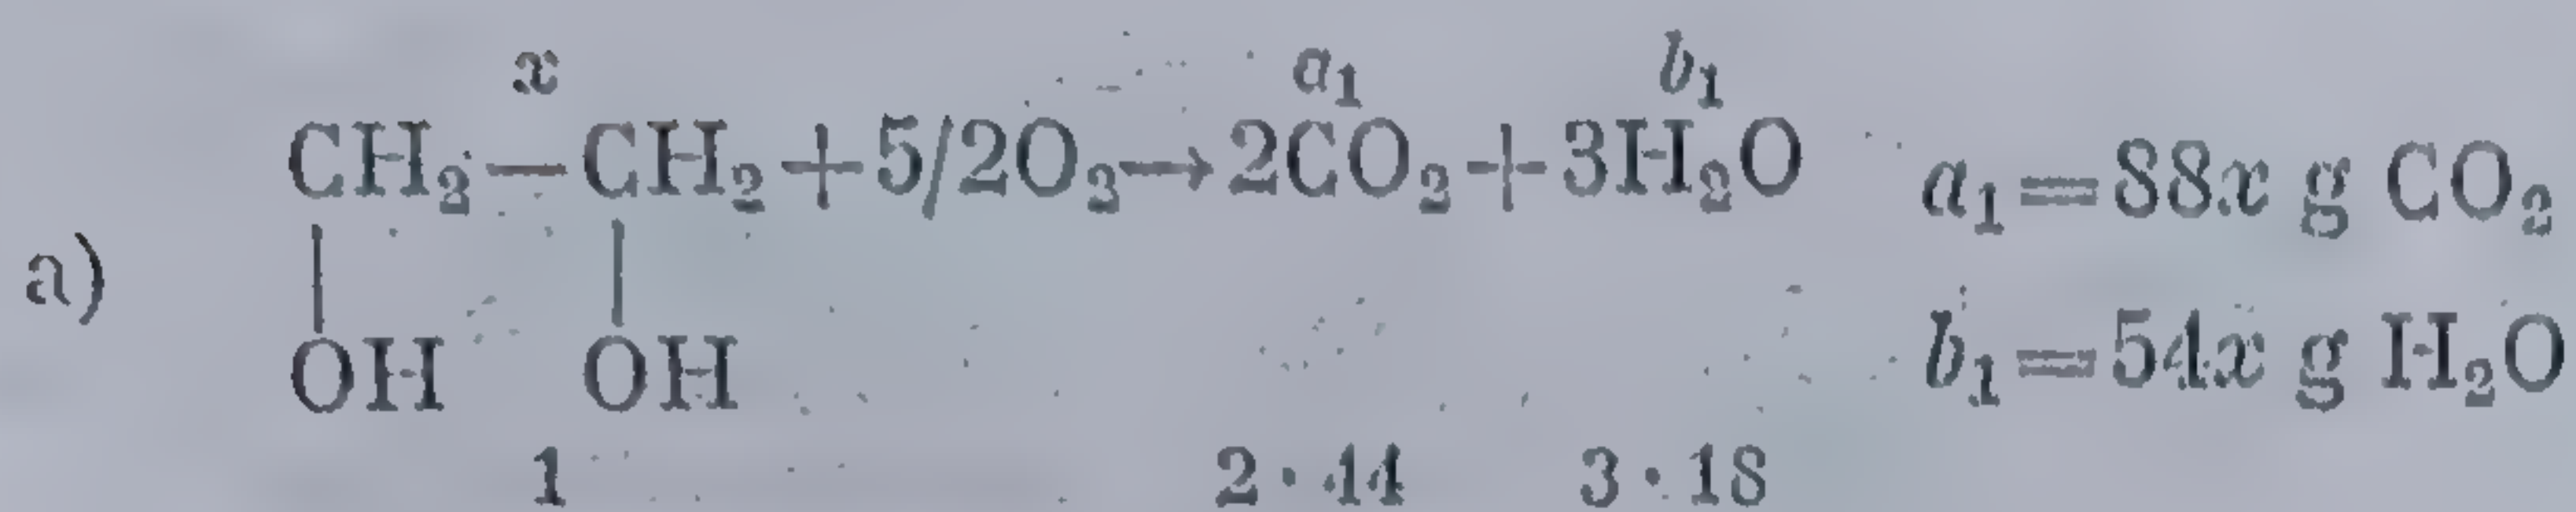 x a₁ b₁
CH₂—CH₂+5/2O₂→2CO₂+3H₂O a₁=88x g CO₂
a)
OH OH b₁=54x g H₂O
1 2·44 3·18